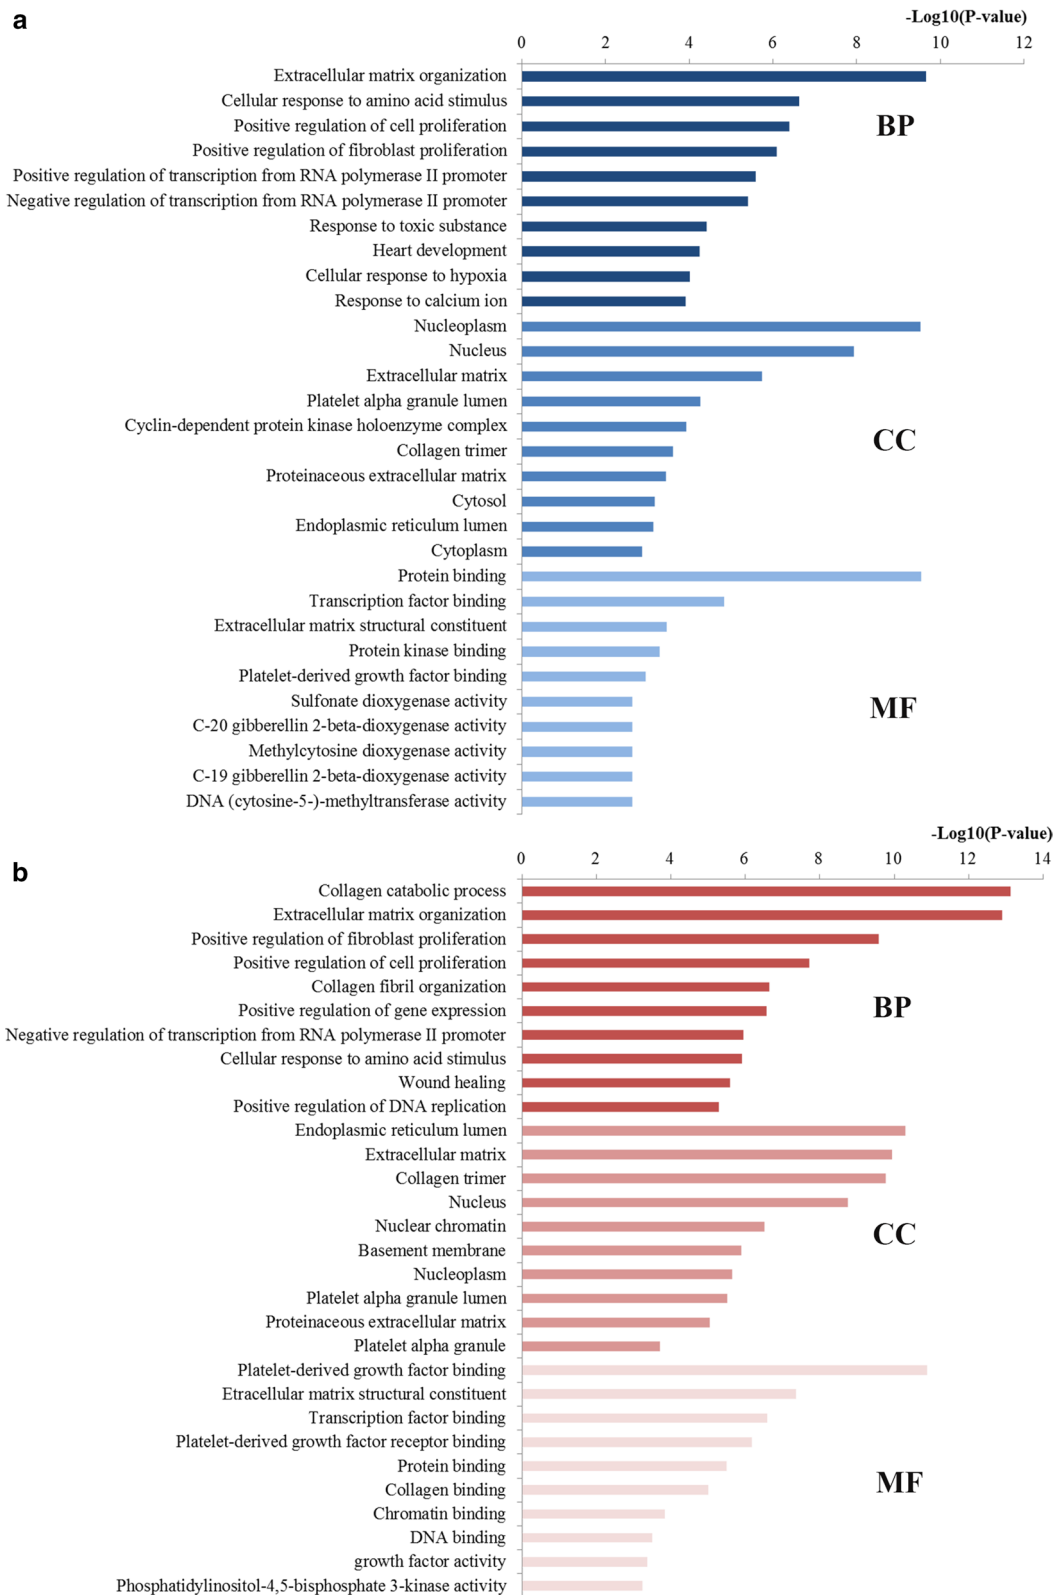 a
-Log10(P-value)
0 2 4 6 8 10 12
Extracellular matrix organization
Cellular response to amino acid stimulus
Positive regulation of cell proliferation
Positive regulation of fibroblast proliferation
Positive regulation of transcription from RNA polymerase II promoter
Negative regulation of transcription from RNA polymerase II promoter
Response to toxic substance
Heart development
Cellular response to hypoxia
Response to calcium ion
BP
Nucleoplasm
Nucleus
Extracellular matrix
Platelet alpha granule lumen
Cyclin-dependent protein kinase holoenzyme complex
Collagen trimer
Proteinaceous extracellular matrix
Cytosol
Endoplasmic reticulum lumen
Cytoplasm
CC
Protein binding
Transcription factor binding
Extracellular matrix structural constituent
Protein kinase binding
Platelet-derived growth factor binding
Sulfonate dioxygenase activity
C-20 gibberellin 2-beta-dioxygenase activity
Methylcytosine dioxygenase activity
C-19 gibberellin 2-beta-dioxygenase activity
DNA (cytosine-5-)-methyltransferase activity
MF
b
-Log10(P-value)
0 2 4 6 8 10 12 14
Collagen catabolic process
Extracellular matrix organization
Positive regulation of fibroblast proliferation
Positive regulation of cell proliferation
Collagen fibril organization
Positive regulation of gene expression
Negative regulation of transcription from RNA polymerase II promoter
Cellular response to amino acid stimulus
Wound healing
Positive regulation of DNA replication
BP
Endoplasmic reticulum lumen
Extracellular matrix
Collagen trimer
Nucleus
Nuclear chromatin
Basement membrane
Nucleoplasm
Platelet alpha granule lumen
Proteinaceous extracellular matrix
Platelet alpha granule
CC
Platelet-derived growth factor binding
Etracellular matrix structural constituent
Transcription factor binding
Platelet-derived growth factor receptor binding
Protein binding
Collagen binding
Chromatin binding
DNA binding
growth factor activity
Phosphatidylinositol-4,5-bisphosphate 3-kinase activity
MF